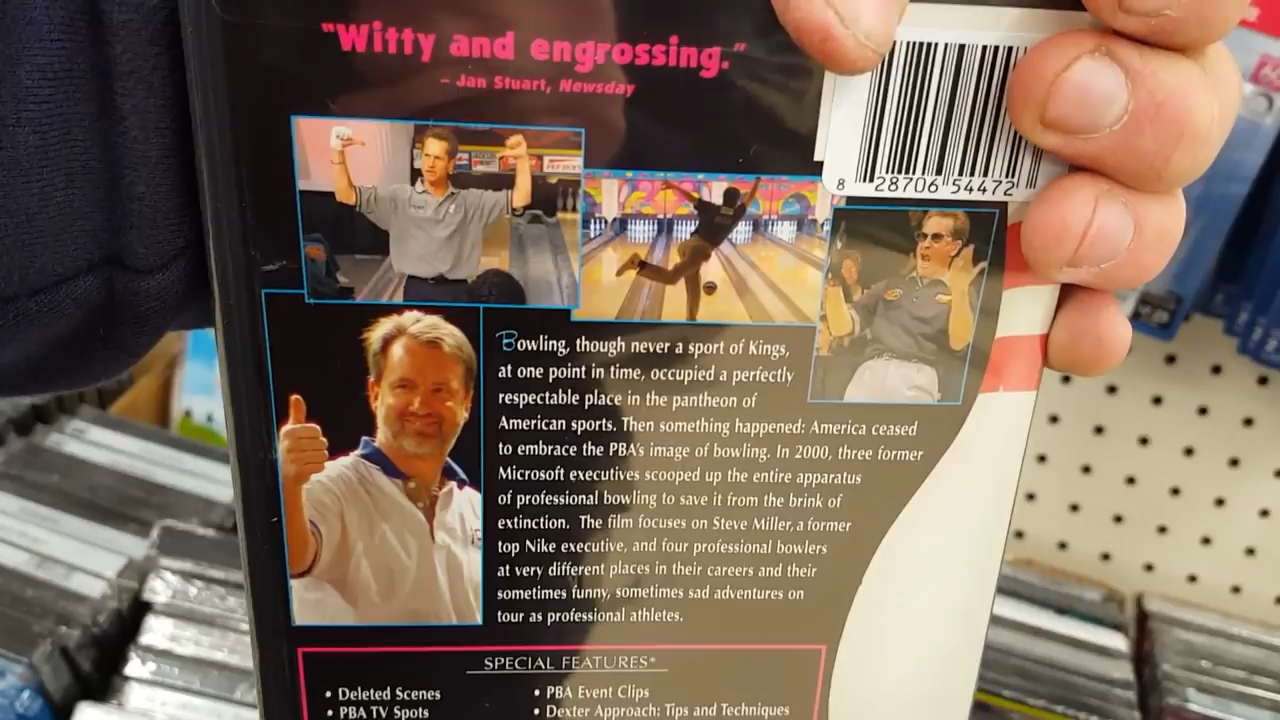 "Witty and engrossing."
– Jan Stuart, Newsday
8 28706 54472
Bowling, though never a sport of Kings,
at one point in time, occupied a perfectly
respectable place in the pantheon of
American sports. Then something happened: America ceased
to embrace the PBA's image of bowling. In 2000, three former
Microsoft executives scooped up the entire apparatus
of professional bowling to save it from the brink of
extinction. The film focuses on Steve Miller, a former
top Nike executive, and four professional bowlers
at very different places in their careers and their
sometimes funny, sometimes sad adventures on
tour as professional athletes.
SPECIAL FEATURES*
• Deleted Scenes
• PBA TV Spots
• PBA Event Clips
• Dexter Approach: Tips and Techniques